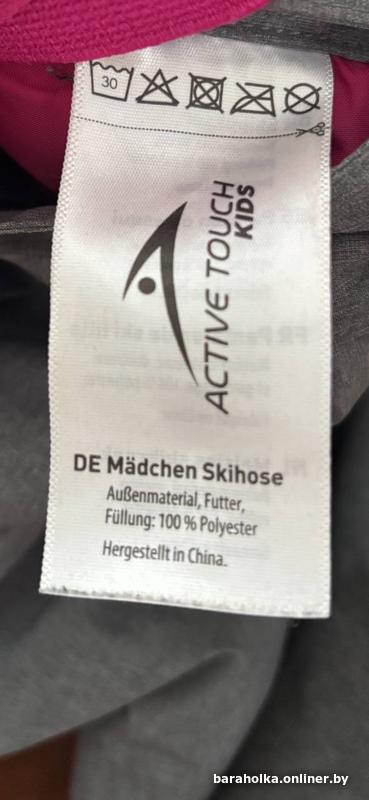 30
ACTIVE TOUCH
KIDS
DE Mädchen Skihose
Außenmaterial, Futter,
Füllung: 100 % Polyester
Hergestellt in China.
baraholka.onliner.by